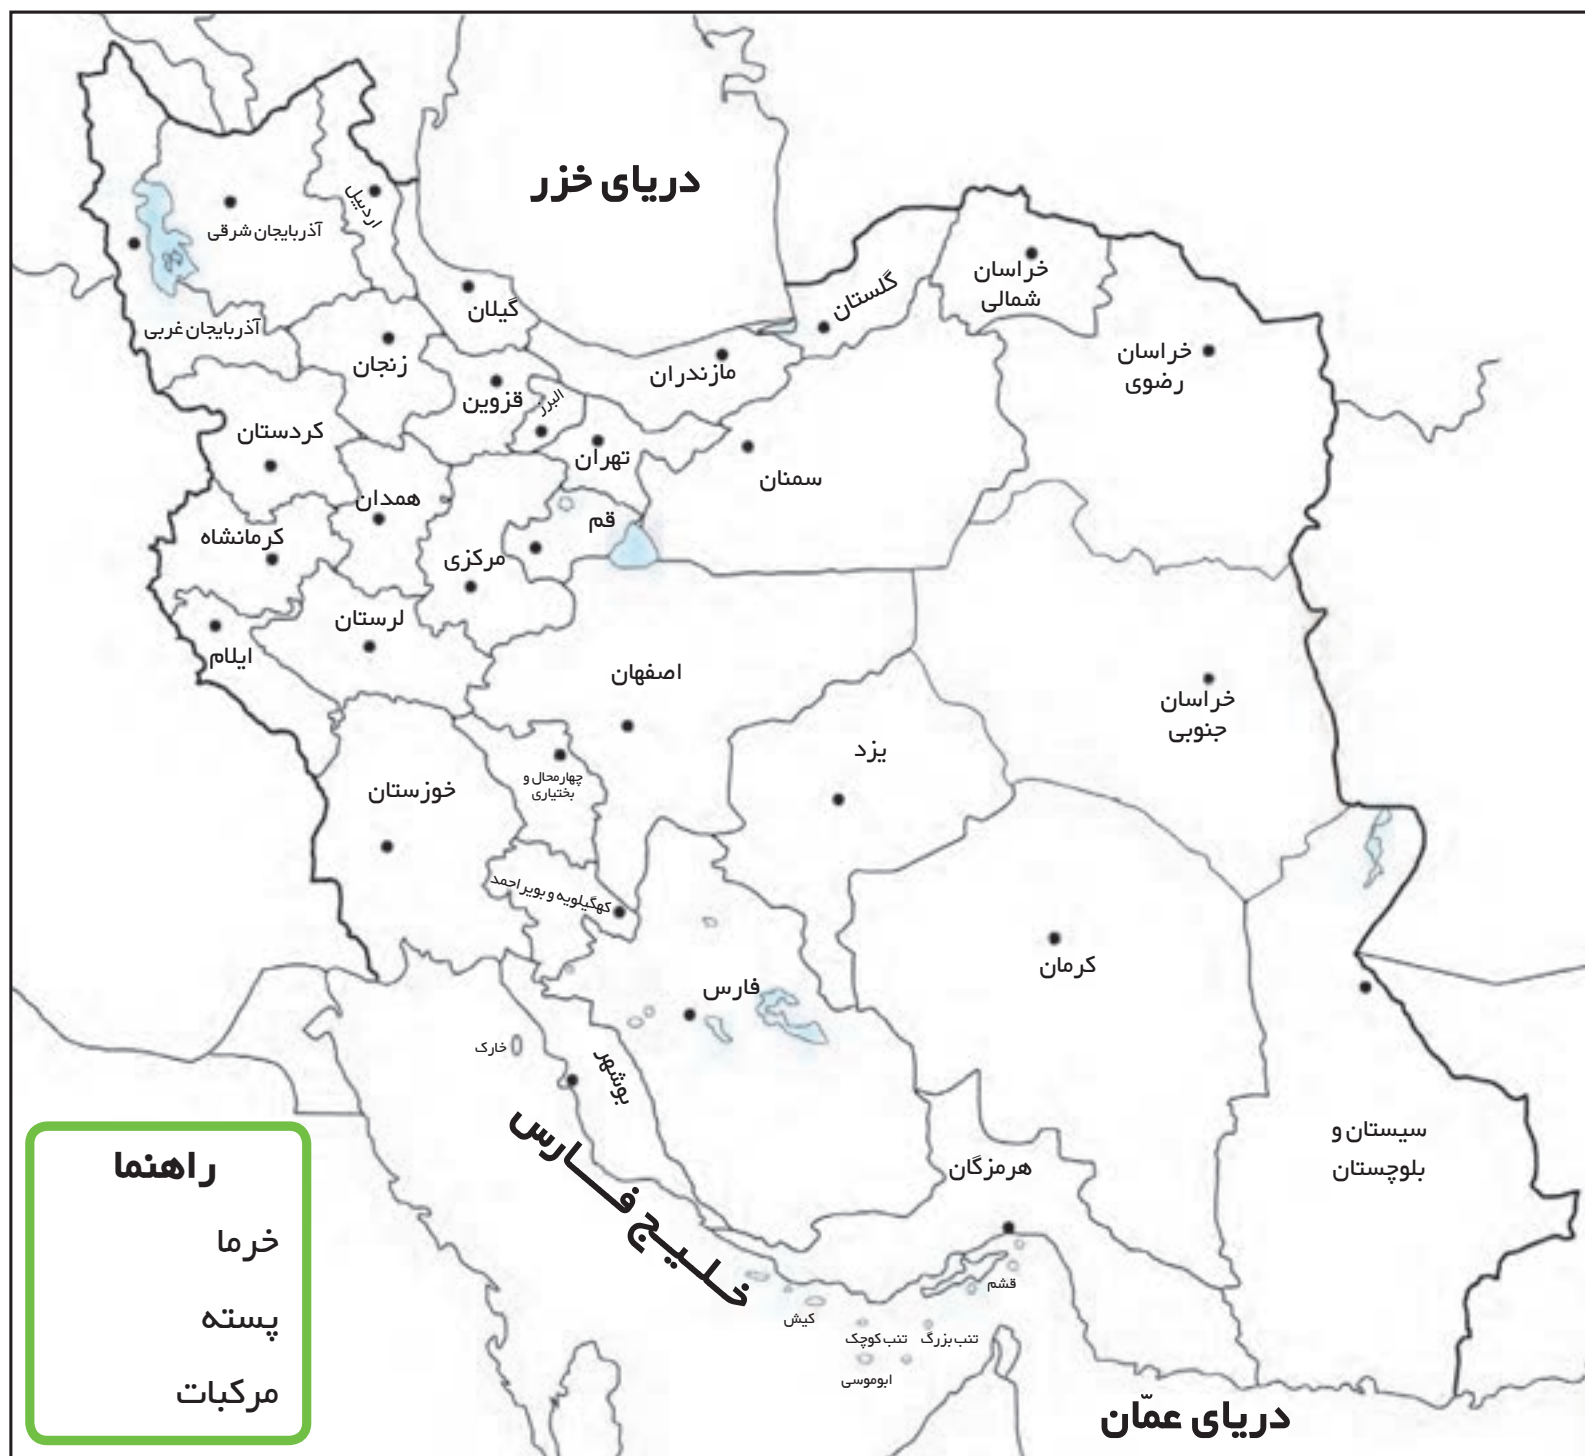 دریای خزر
اردبیل
آذربایجان شرقی
گیلان
آذربایجان غربی
گلستان
خراسان
شمالی
خراسان
رضوی
زنجان
مازندران
قزوین
البرز
کردستان
تهران
سمنان
همدان
قم
کرمانشاه
مرکزی
لرستان
ایلام
اصفهان
خراسان
جنوبی
یزد
چهارمحال و
بختیاری
خوزستان
کهگیلویه و بویراحمد
کرمان
فارس
خارک
بوشهر
سیستان و
بلوچستان
هرمزگان
خلیج فارس
قشم
کیش
تنب بزرگ
تنب کوچک
ابوموسی
دریای عمّان
راهنما
خرما
پسته
مرکبات